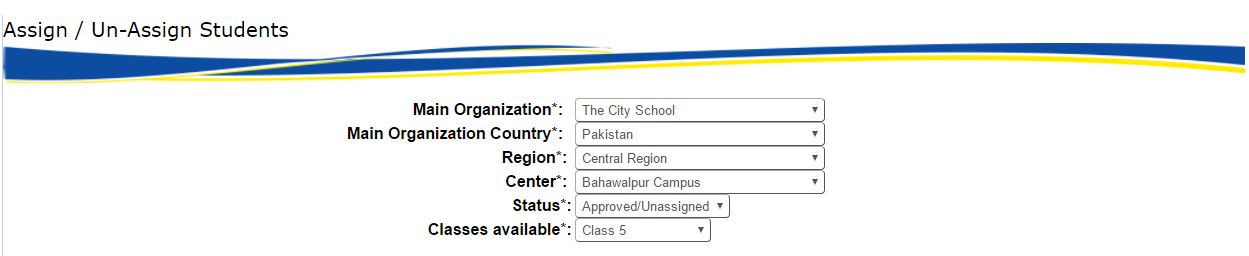 Assign / Un-Assign Students
Main Organization*: The City School
Main Organization Country*: Pakistan
Region*: Central Region
Center*: Bahawalpur Campus
Status*: Approved/Unassigned
Classes available*: Class 5